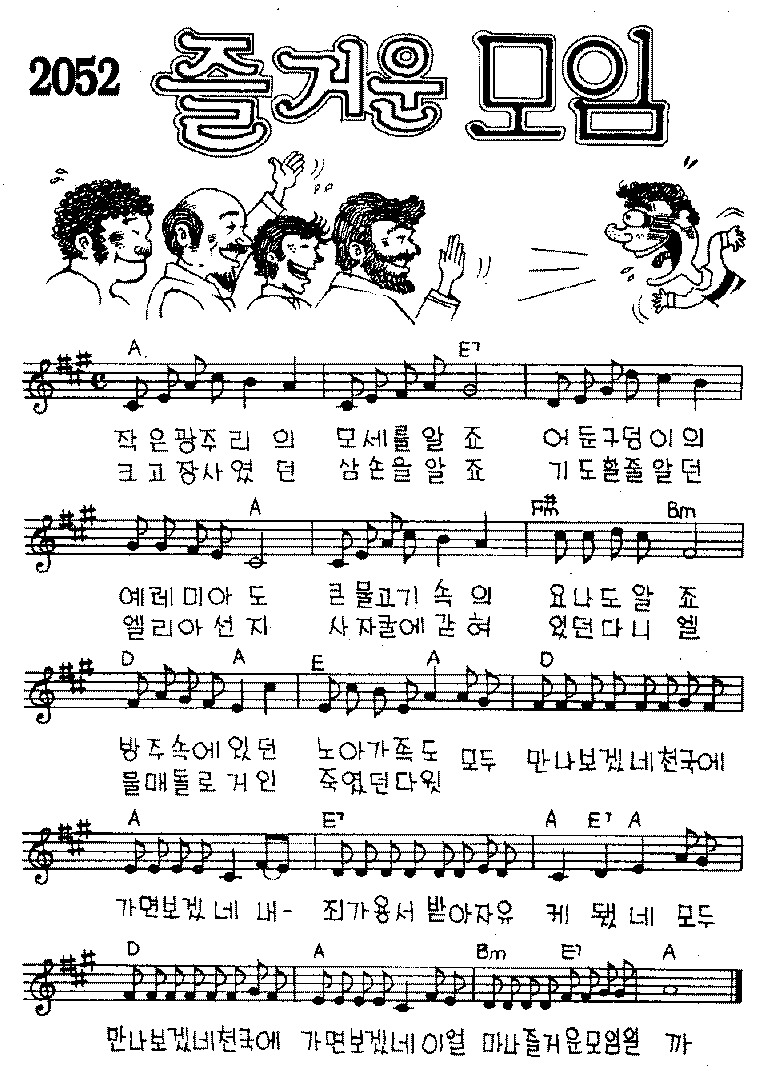 2052 즐거운 모임
A E7
작은광주리의 모세를알죠 어둔구덩이의
크고장사였던 삼손을알죠 기도할줄알던
A F#m Bm
예레미아도 큰물고기속의 요나도알죠
엘리아선지 사자굴에갇혀 있던다니엘
D A E A D
방주속에있던 노아가족도 모두 만나보겠네천국에
물매돌로거인 죽였던다윗
A E7 A E7 A
가면보겠네 내- 죄가용서받아자유 케 됐네 모두
D A Bm E7 A
만나보겠네천국에 가면보겠네이얼 마나즐거운모임일 까